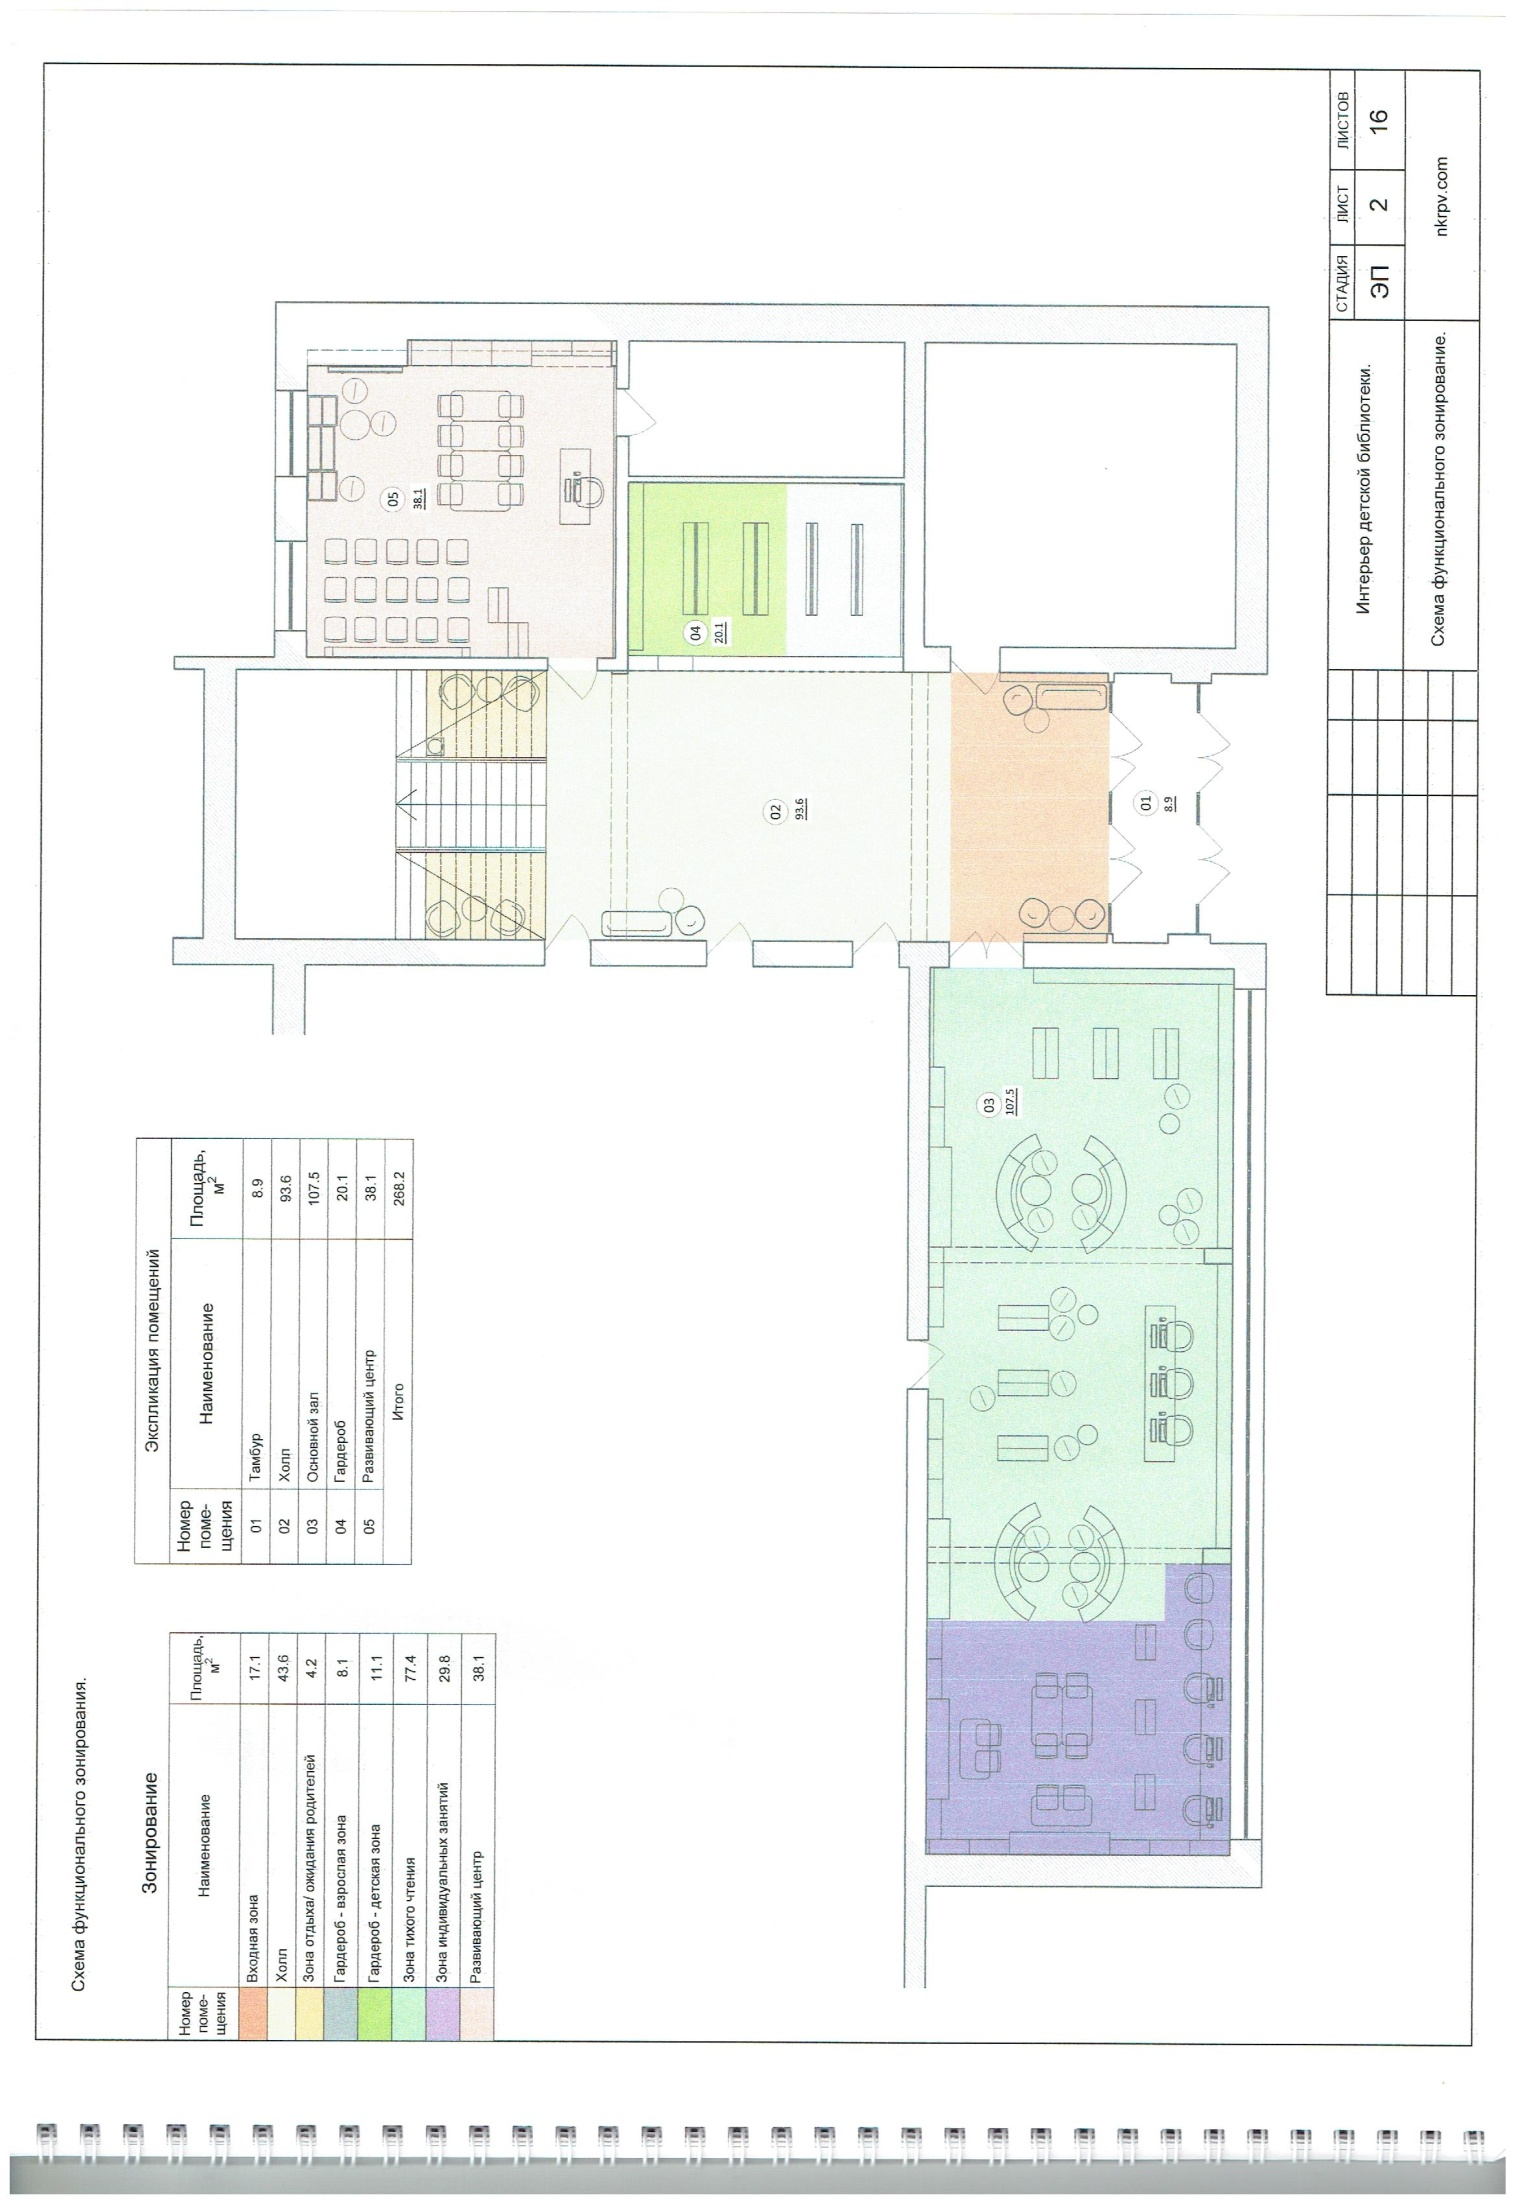 Схема функционального зонирования.
Зонирование
Номер поме- щения
Наименование
Площадь, м2
Входная зона 17.1
Холл 43.6
Зона отдыха/ ожидания родителей 4.2
Гардероб - взрослая зона 8.1
Гардероб - детская зона 11.1
Зона тихого чтения 77.4
Зона индивидуальных занятий 29.8
Развивающий центр 38.1
Экспликация помещений
Номер поме- щения
Наименование
Площадь, м2
01 Тамбур 8.9
02 Холл 93.6
03 Основной зал 107.5
04 Гардероб 20.1
05 Развивающий центр 38.1
Итого 268.2
05
38.1
04
20.1
02
93.6
01
8.9
03
107.5
Интерьер детской библиотеки.
Схема функционального зонирование.
СТАДИЯ ЛИСТ ЛИСТОВ
ЭП 2 16
nkrpv.com